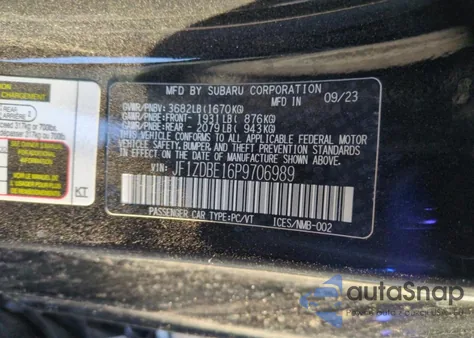 MFD BY SUBARU CORPORATION
MFD IN 09/23
GVWR/PNBV: 3682LB(1670KG)
GAWR/PNBE:FRONT- 1931LB( 876KG)
GAWR/PNBE:REAR - 2079LB( 943KG)
THIS VEHICLE CONFORMS TO ALL APPLICABLE FEDERAL MOTOR
VEHICLE SAFETY,BUMPER,AND THEFT PREVENTION STANDARDS
IN EFFECT ON THE DATE OF MANUFACTURE SHOWN ABOVE.
VIN: JF1ZDBE16P9706989
PASSENGER CAR TYPE:PC/VT ICES/NMB-002
KT
autoSnap